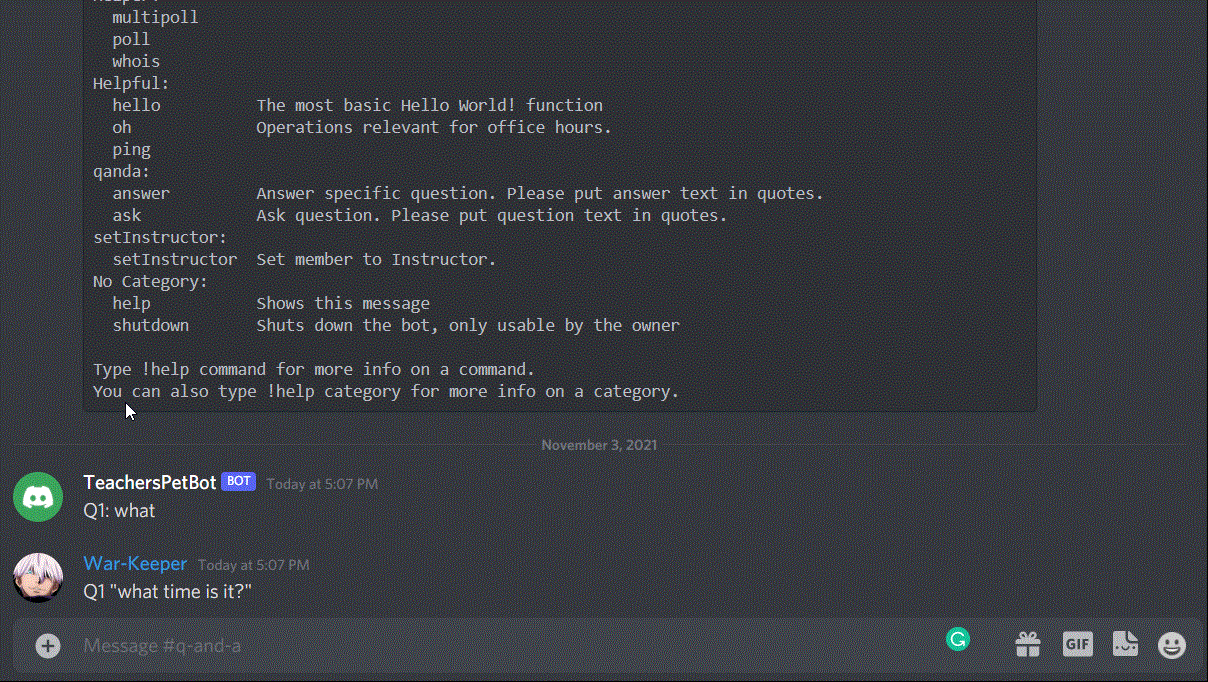 multipoll
poll
whois
Helpful:
hello The most basic Hello World! function
oh Operations relevant for office hours.
ping
qanda:
answer Answer specific question. Please put answer text in quotes.
ask Ask question. Please put question text in quotes.
setInstructor:
setInstructor Set member to Instructor.
No Category:
help Shows this message
shutdown Shuts down the bot, only usable by the owner
Type !help command for more info on a command.
You can also type !help category for more info on a category.
November 3, 2021
TeachersPetBot BOT Today at 5:07 PM
Q1: what
War-Keeper Today at 5:07 PM
Q1 "what time is it?"
Message #q-and-a
GIF